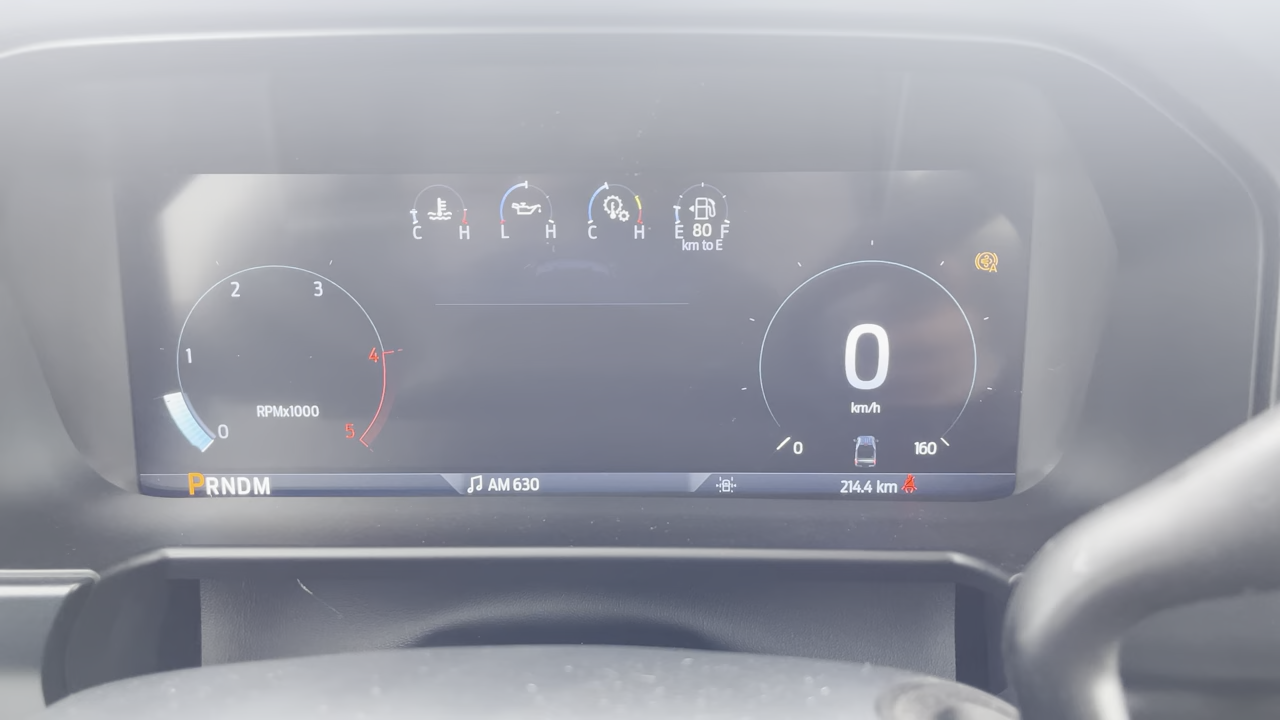 C H
L H
C H
E 80 F
km to E
2 3
1 4
RPMx1000
0 5
0
km/h
0 160
PRNDM
AM 630
214.4 km
A